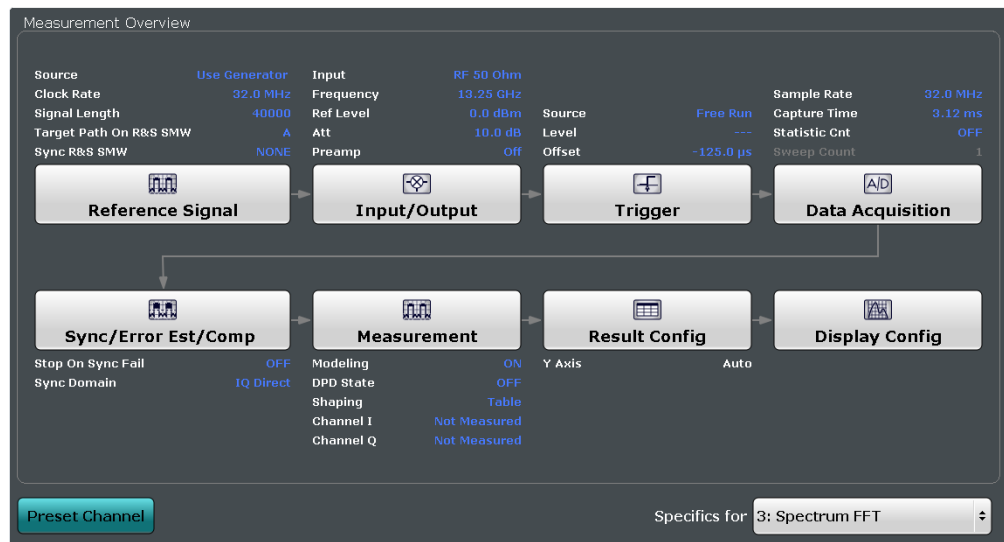 Measurement Overview
Source Use Generator
Clock Rate 32.0 MHz
Signal Length 40000
Target Path On R&S SMW A
Sync R&S SMW NONE
Reference Signal
Input RF 50 Ohm
Frequency 13.25 GHz
Ref Level 0.0 dBm
Att 10.0 dB
Preamp Off
Input/Output
Source Free Run
Level ---
Offset -125.0 µs
Trigger
Sample Rate 32.0 MHz
Capture Time 3.12 ms
Statistic Cnt OFF
Sweep Count 1
A/D
Data Acquisition
Sync/Error Est/Comp
Stop On Sync Fail OFF
Sync Domain IQ Direct
Measurement
Modeling ON
DPD State OFF
Shaping Table
Channel I Not Measured
Channel Q Not Measured
Result Config
Y Axis Auto
Display Config
Preset Channel
Specifics for 3: Spectrum FFT